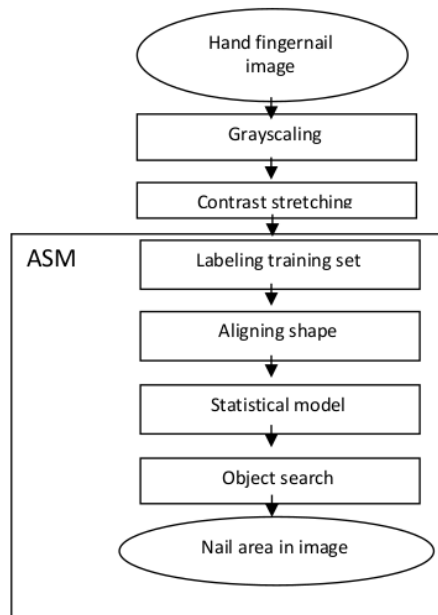 Hand fingernail
image
Grayscaling
Contrast stretching
ASM
Labeling training set
Aligning shape
Statistical model
Object search
Nail area in image